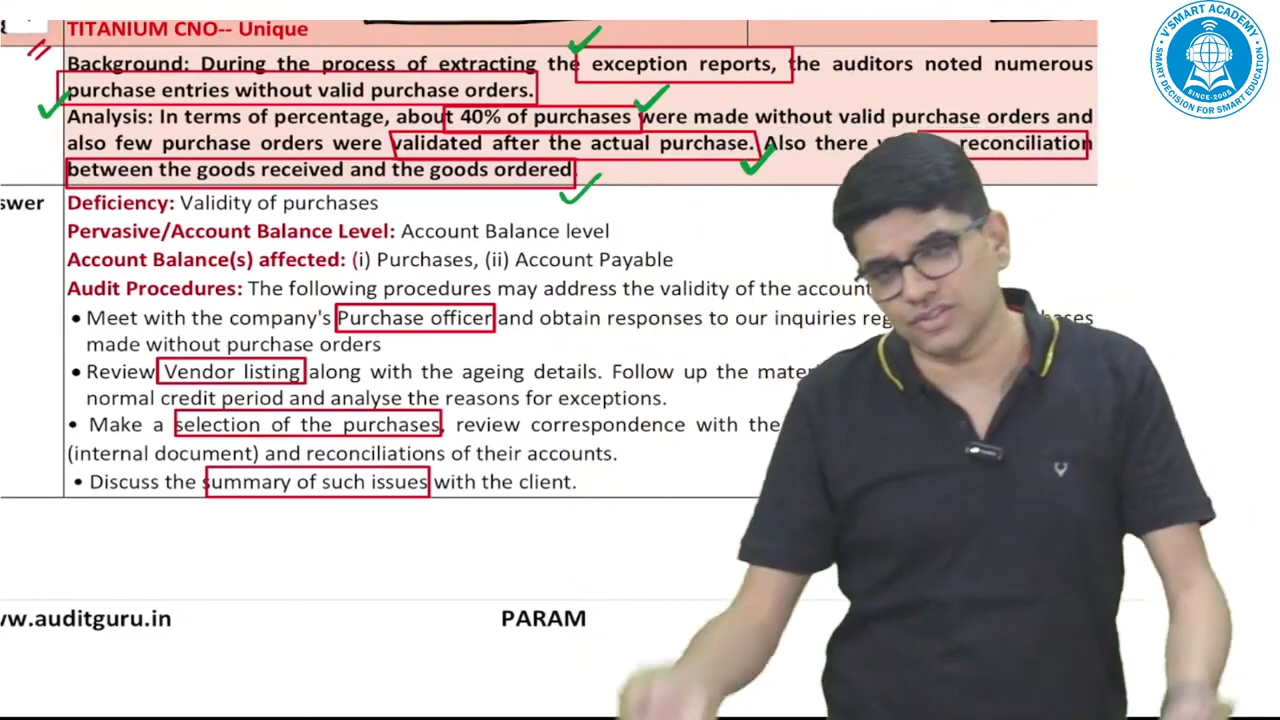 TITANIUM CNO-- Unique
Background: During the process of extracting the exception reports, the auditors noted numerous
purchase entries without valid purchase orders.
Analysis: In terms of percentage, about 40% of purchases were made without valid purchase orders and
also few purchase orders were validated after the actual purchase. Also there reconciliation
between the goods received and the goods ordered.
swer
Deficiency: Validity of purchases
Pervasive/Account Balance Level: Account Balance level
Account Balance(s) affected: (i) Purchases, (ii) Account Payable
Audit Procedures: The following procedures may address the validity of the account
• Meet with the company's Purchase officer and obtain responses to our inquiries
made without purchase orders
• Review Vendor listing along with the ageing details. Follow up the
normal credit period and analyse the reasons for exceptions.
• Make a selection of the purchases, review correspondence with the
(internal document) and reconciliations of their accounts.
• Discuss the summary of such issues with the client.
www.auditguru.in
PARAM
V'SMART ACADEMY
SMART DECISION FOR SMART EDUCATION
SINCE-2005